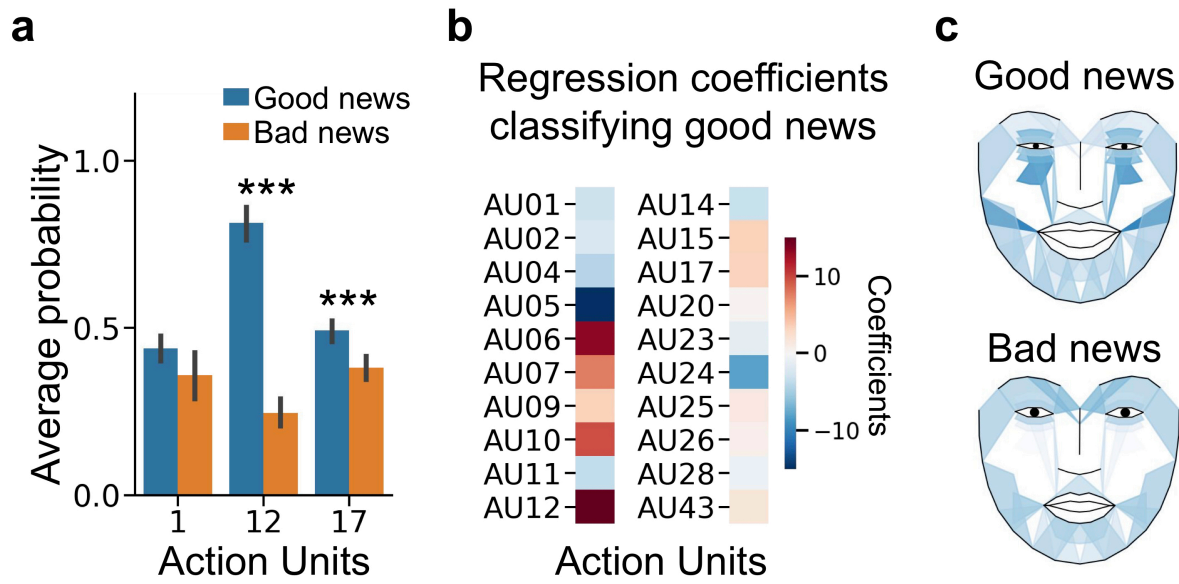 a
Good news
Bad news
Average probability
1.0
0.5
0.0
***
***
1 12 17
Action Units
b
Regression coefficients
classifying good news
AU01
AU02
AU04
AU05
AU06
AU07
AU09
AU10
AU11
AU12
AU14
AU15
AU17
AU20
AU23
AU24
AU25
AU26
AU28
AU43
10
0
−10
Coefficients
Action Units
c
Good news
Bad news